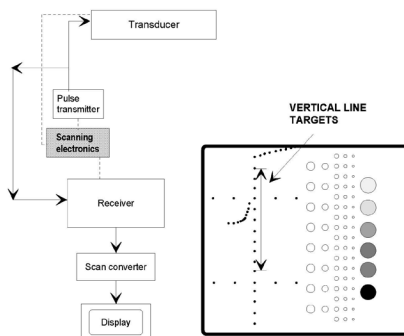 Transducer
Pulse
transmitter
Scanning
electronics
Receiver
Scan converter
Display
VERTICAL LINE
TARGETS